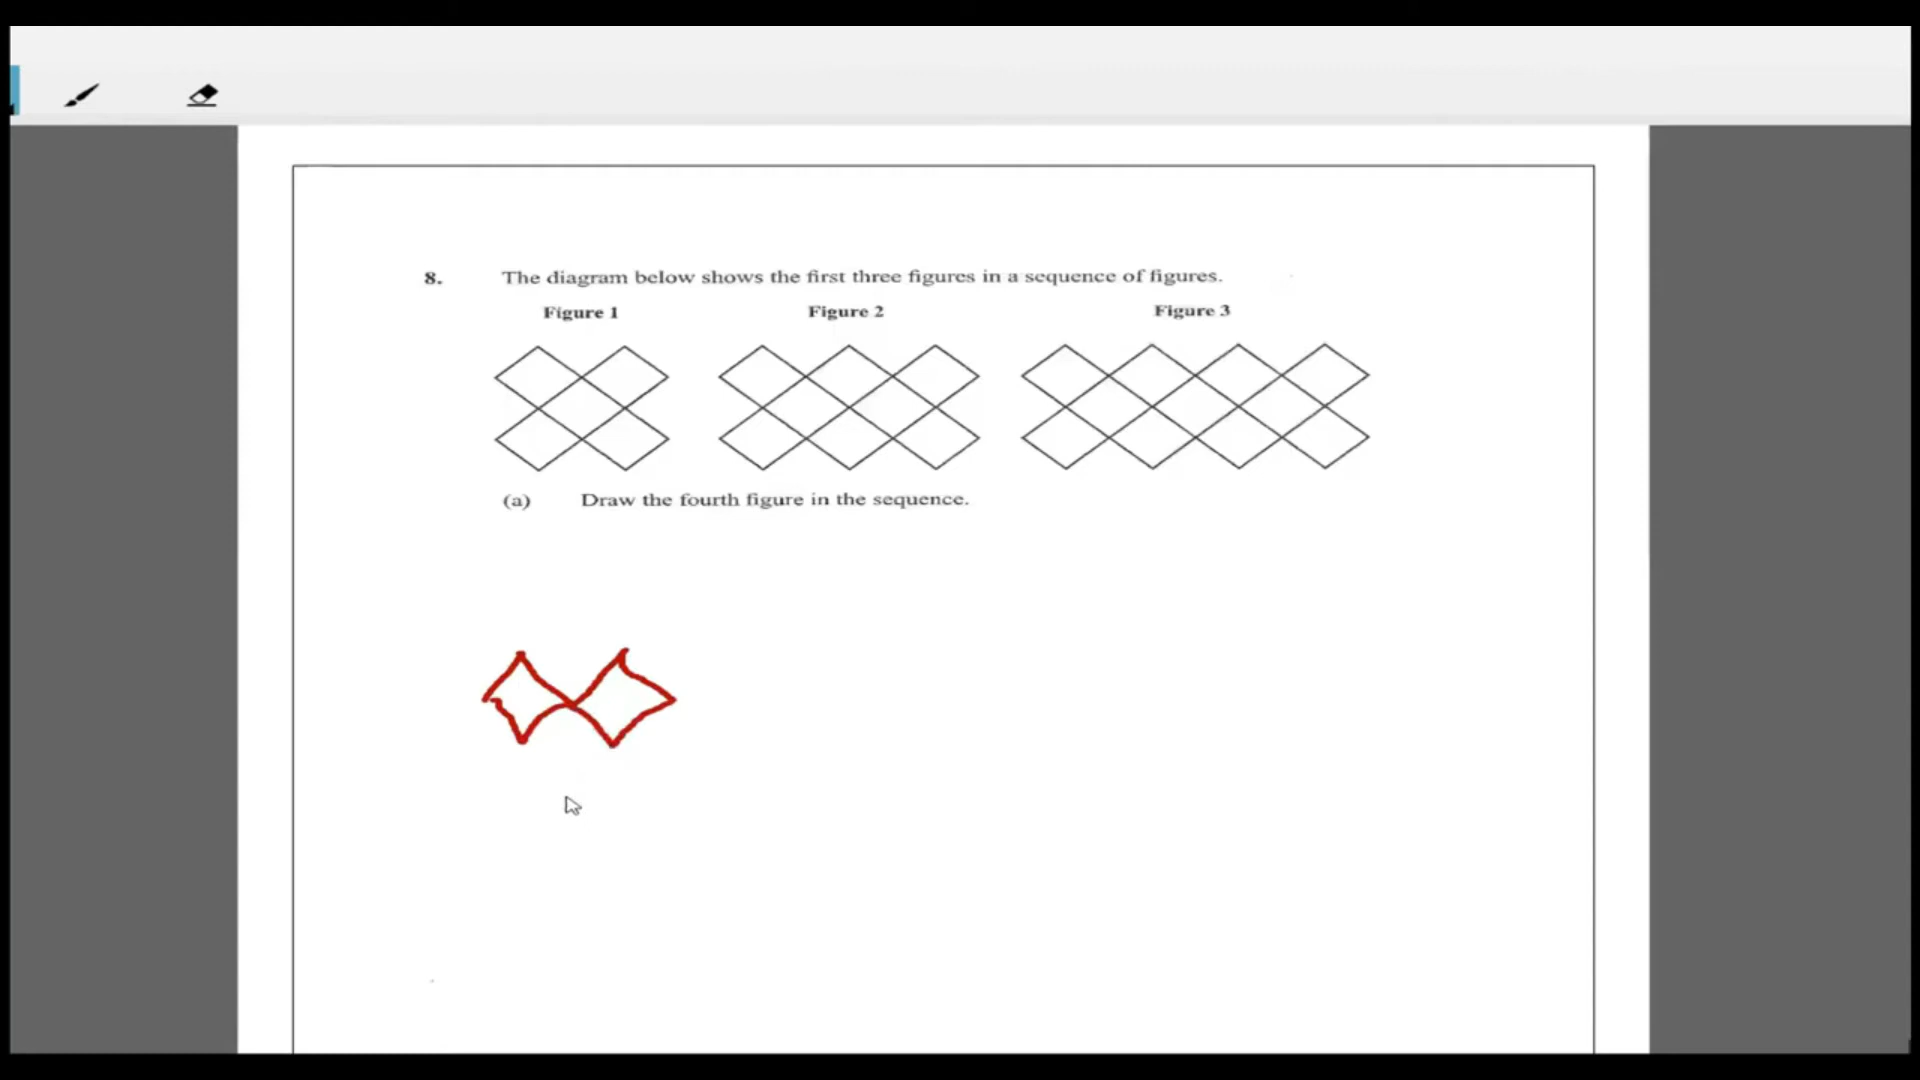 8. The diagram below shows the first three figures in a sequence of figures.
Figure 1 Figure 2 Figure 3
(a) Draw the fourth figure in the sequence.